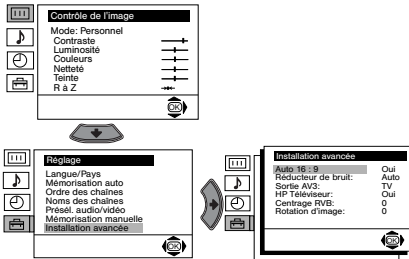 Contrôle de l'image
Mode: Personnel
Contraste
Luminosité
Couleurs
Netteté
Teinte
R à Z
OK
Réglage
Langue/Pays
Mémorisation auto
Ordre des chaînes
Noms des chaînes
Présél. audio/vidéo
Mémorisation manuelle
Installation avancée
OK
Installation avancée
Auto 16 : 9 Oui
Réducteur de bruit: Auto
Sortie AV3: TV
HP Téléviseur: Oui
Centrage RVB: 0
Rotation d'image: 0
OK